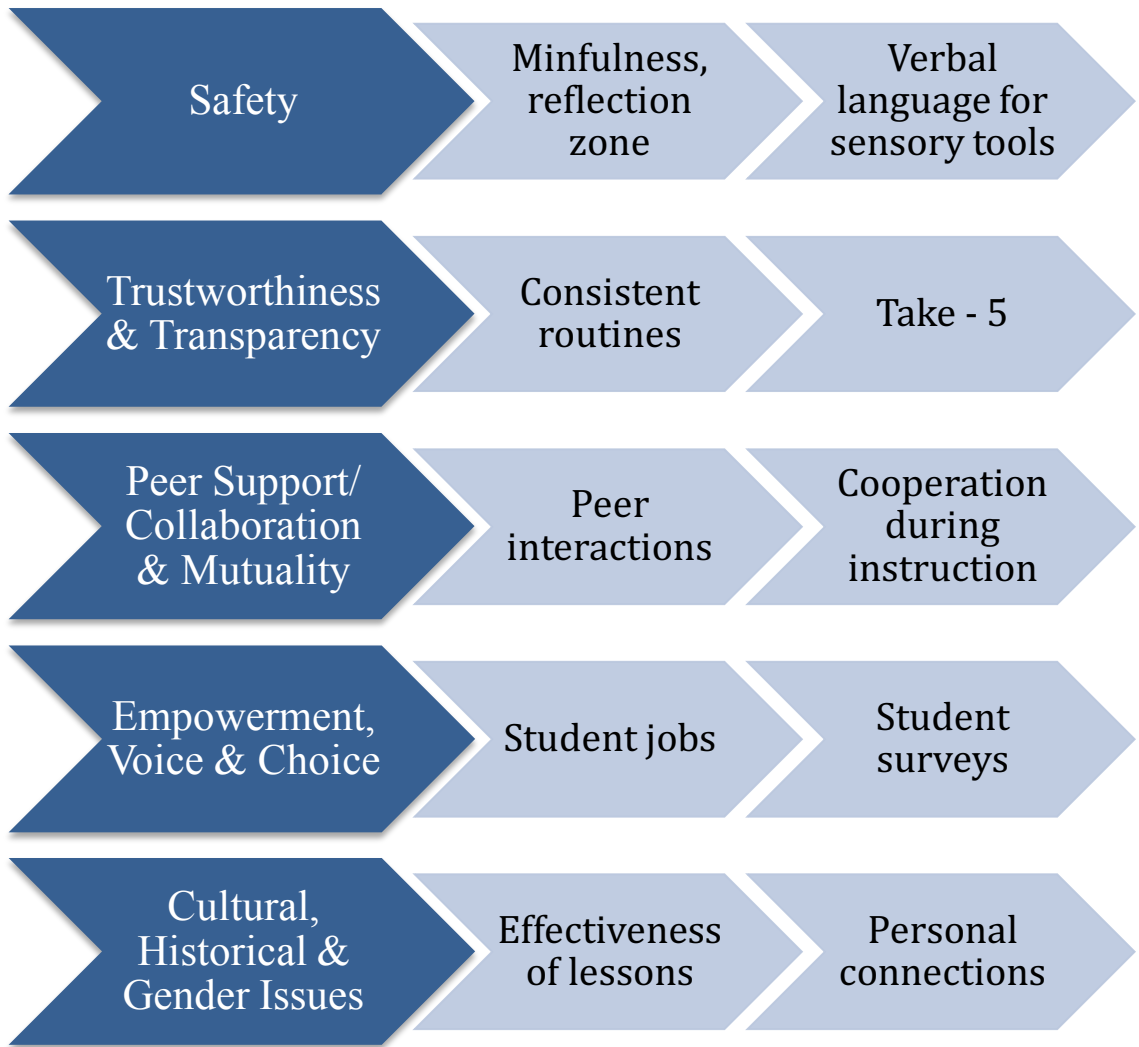 Safety
Minfulness,
reflection
zone
Verbal
language for
sensory tools
Trustworthiness
& Transparency
Consistent
routines
Take - 5
Peer Support/
Collaboration
& Mutuality
Peer
interactions
Cooperation
during
instruction
Empowerment,
Voice & Choice
Student jobs
Student
surveys
Cultural,
Historical &
Gender Issues
Effectiveness
of lessons
Personal
connections